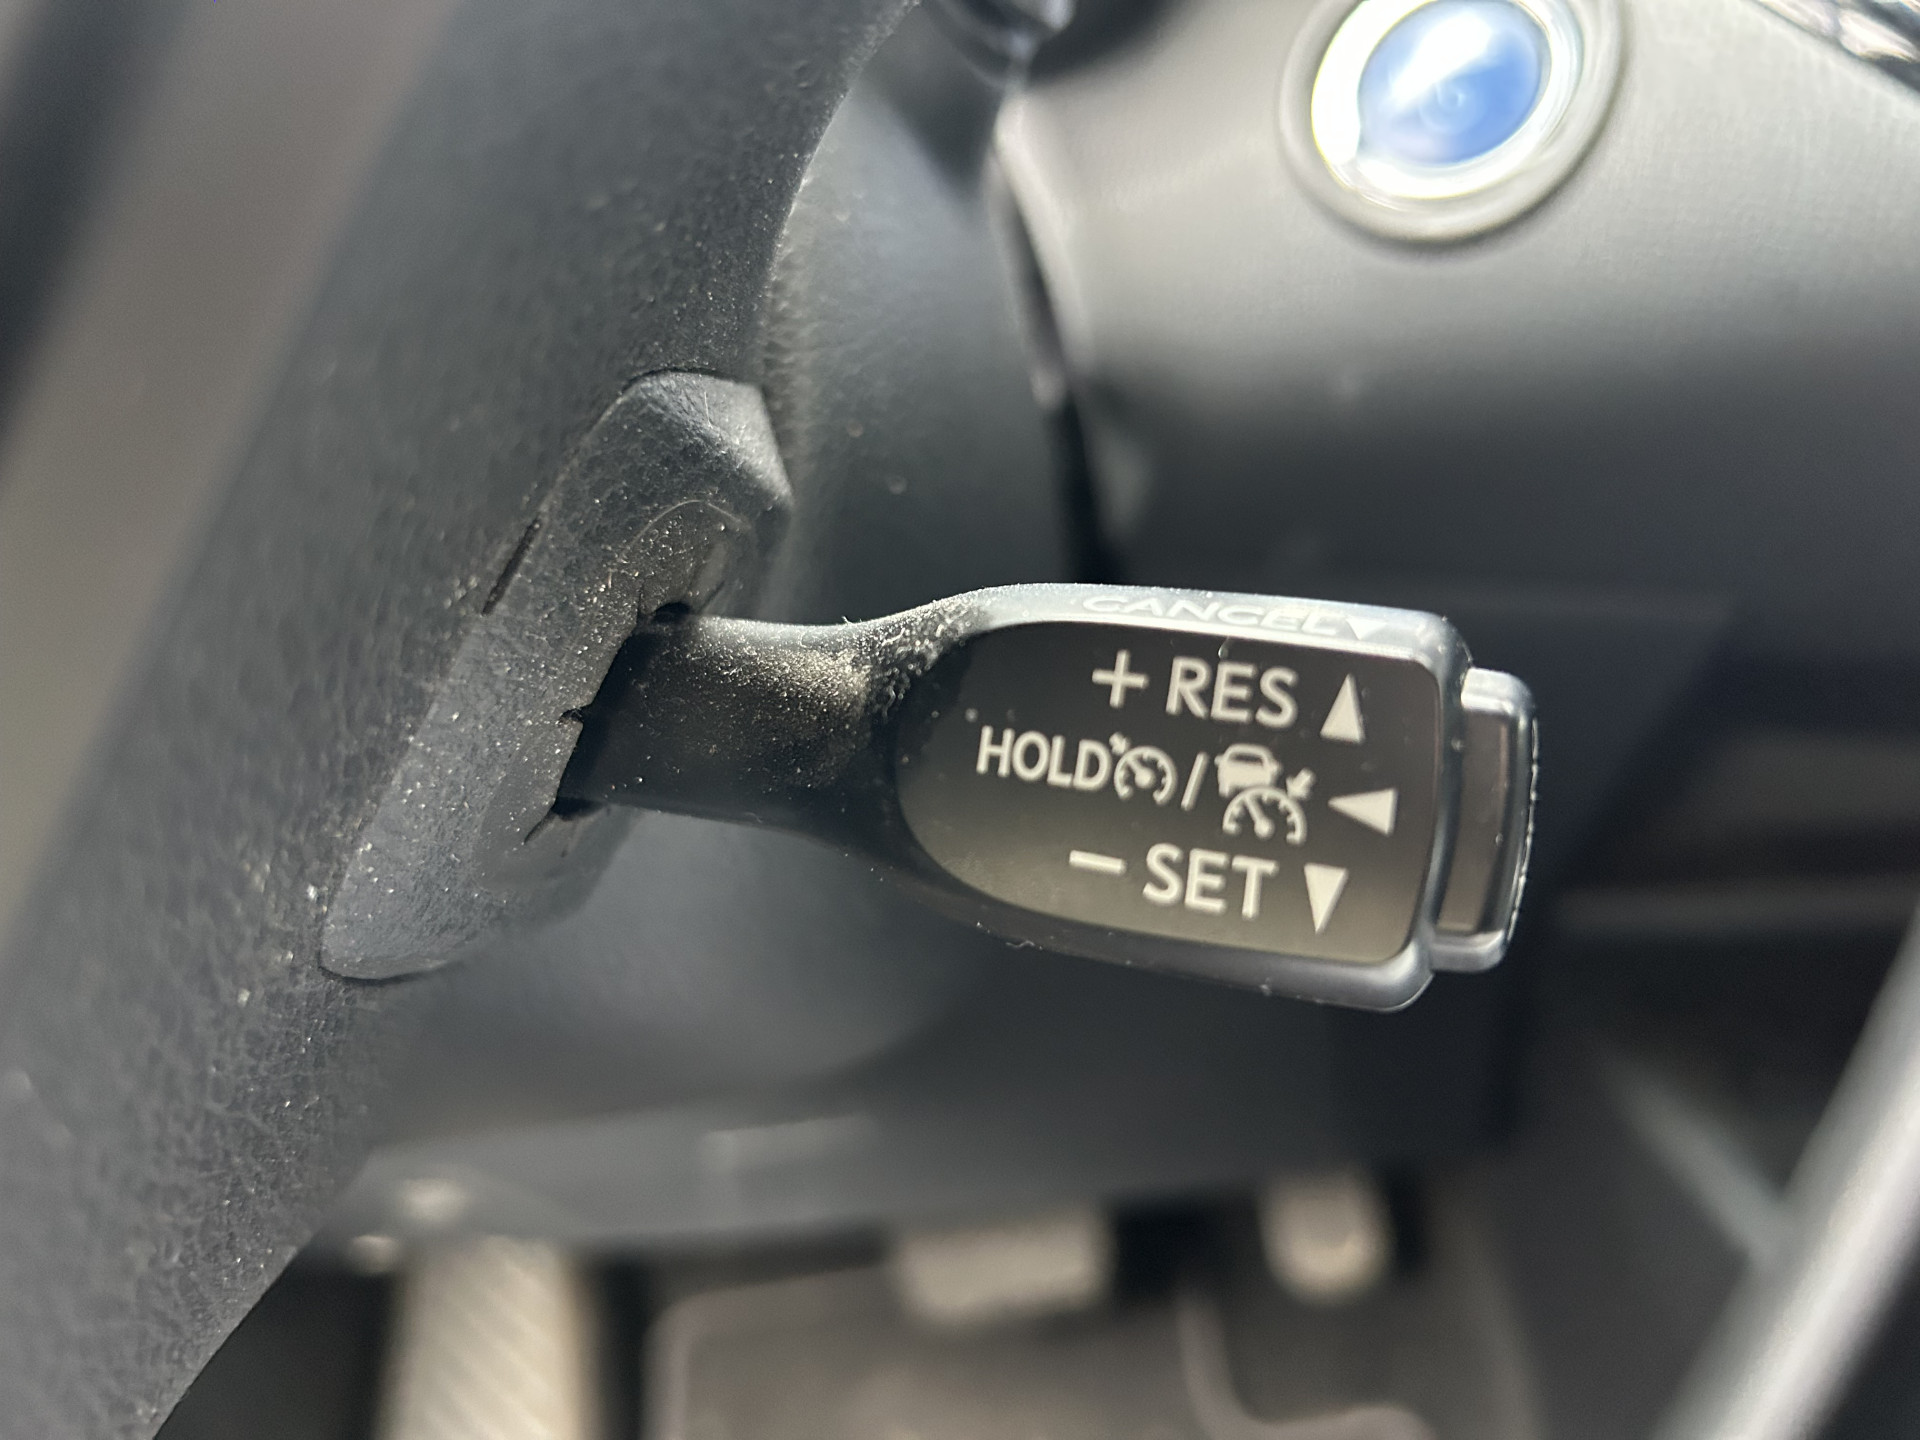 CANCEL▼
+ RES ▲
HOLD / ◀
− SET ▼